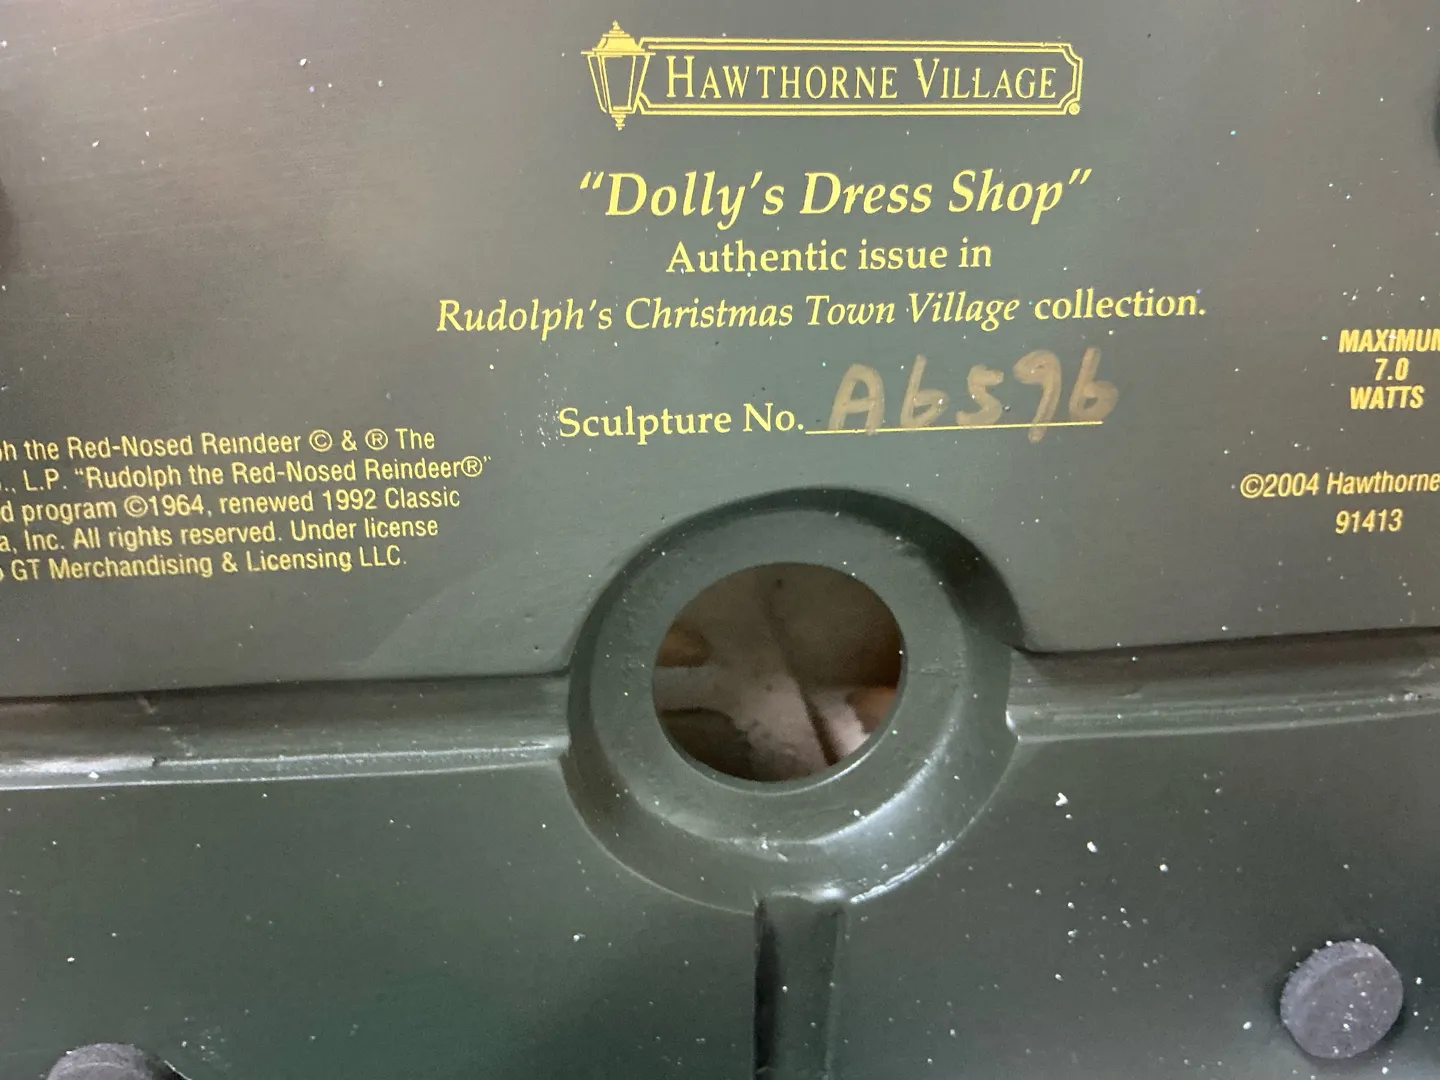 HAWTHORNE VILLAGE®
“Dolly’s Dress Shop”
Authentic issue in
Rudolph’s Christmas Town Village collection.
Sculpture No. A6596
h the Red-Nosed Reindeer © & ® The
., L.P. “Rudolph the Red-Nosed Reindeer®”
d program ©1964, renewed 1992 Classic
a, Inc. All rights reserved. Under license
GT Merchandising & Licensing LLC.
MAXIMUM
7.0
WATTS
©2004 Hawthorne
91413